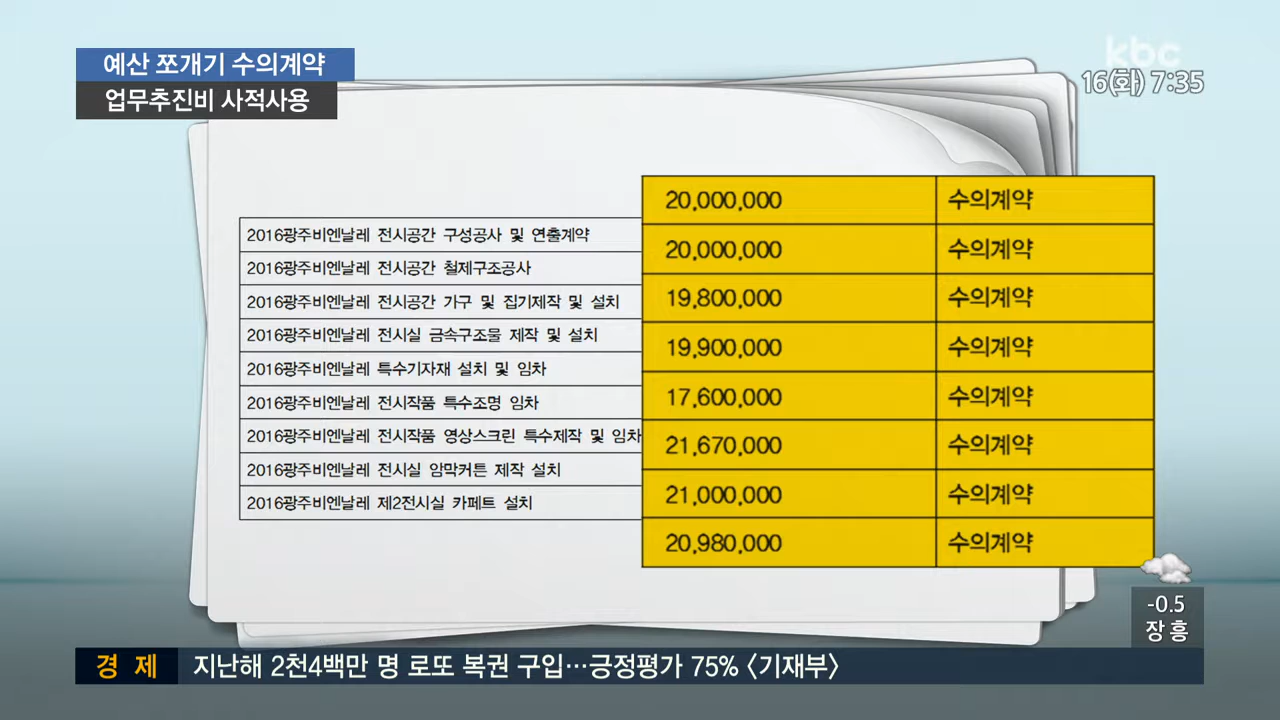 예산 쪼개기 수의계약
업무추진비 사적사용
kbc
16(화) 7:35
2016광주비엔날레 전시공간 구성공사 및 연출계약
2016광주비엔날레 전시공간 철제구조공사
2016광주비엔날레 전시공간 가구 및 집기제작 및 설치
2016광주비엔날레 전시실 금속구조물 제작 및 설치
2016광주비엔날레 특수기자재 설치 및 임차
2016광주비엔날레 전시작품 특수조명 임차
2016광주비엔날레 전시작품 영상스크린 특수제작 및 임차
2016광주비엔날레 전시실 암막커튼 제작 설치
2016광주비엔날레 제2전시실 카페트 설치
20,000,000 수의계약
20,000,000 수의계약
19,800,000 수의계약
19,900,000 수의계약
17,600,000 수의계약
21,670,000 수의계약
21,000,000 수의계약
20,980,000 수의계약
-0.5
장흥
경제 지난해 2천4백만 명 로또 복권 구입…긍정평가 75% <기재부>